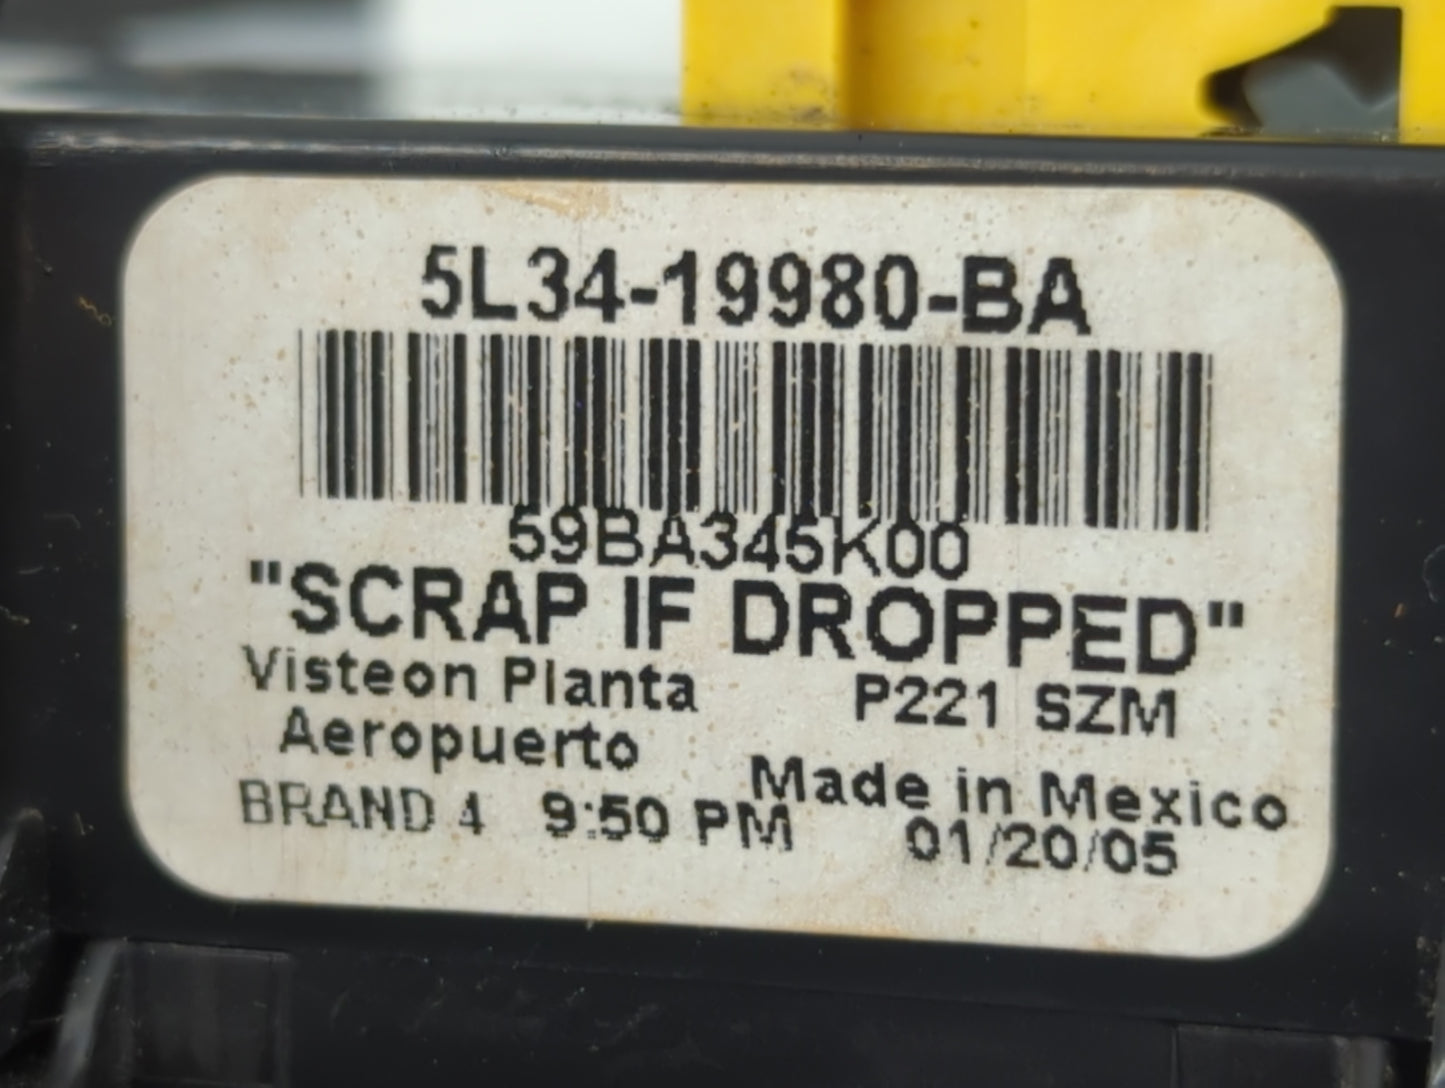 5L34-19980-BA
59BA345K00
"SCRAP IF DROPPED"
Visteon Planta
Aeropuerto
P221 SZM
Made in Mexico
BRAND 4 9:50 PM 01/20/05